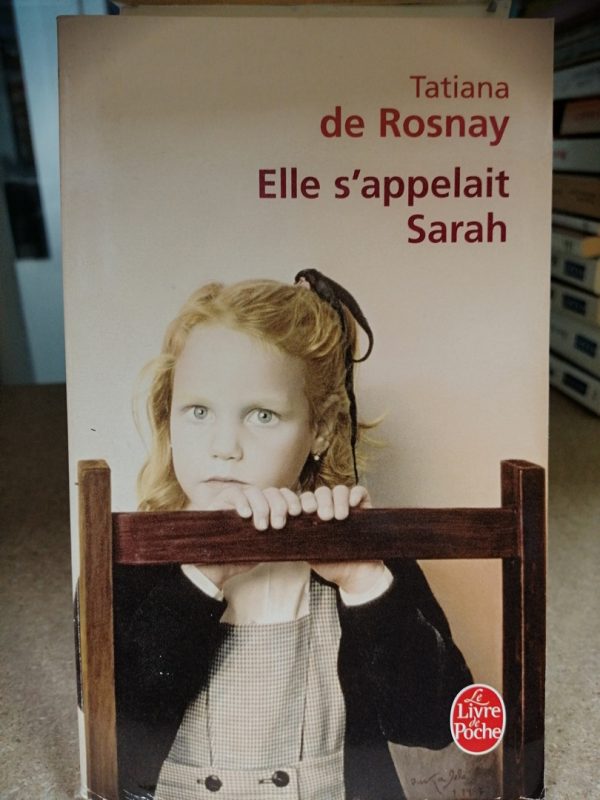 Tatiana
de Rosnay
Elle s'appelait
Sarah
Le
Livre
de
Poche